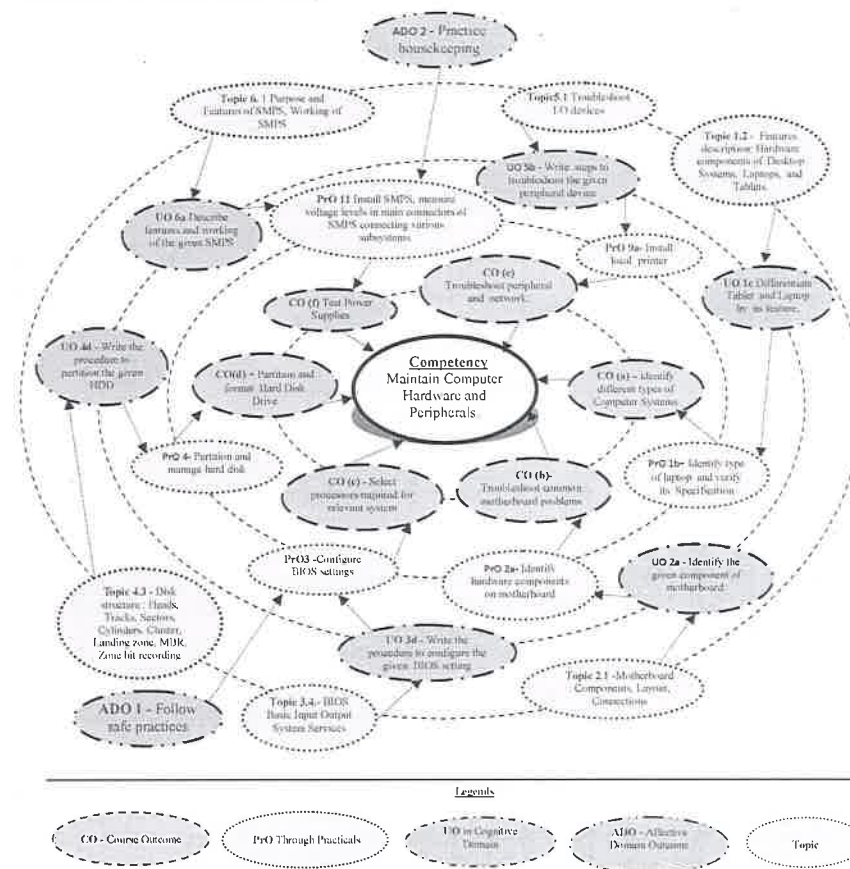 ADO 2 - Practice
housekeeping
Topic 6. 1 Purpose and
Features of SMPS, Working of
SMPS
Topic5.1 Troubleshoot
I/O devices
Topic 1.2 - Features
description: Hardware
components of Desktop
Systems, Laptops, and
Tablets.
UO 5b - Write steps to
troubleshoot the given
peripheral device
PrO 11 Install SMPS, measure
voltage levels in main connectors of
SMPS connecting various
subsystems
UO 6a Describe
features and working
of the given SMPS
PrO 9a- Install
local printer
CO (e)
Troubleshoot peripheral
and network.
CO (f) Test Power
Supplies
UO 1c Differentiate
Tablet and Laptop
by its feature.
UO 4d - Write the
procedure to
partition the given
HDD
CO(d) - Partition and
format Hard Disk
Drive
Competency
Maintain Computer
Hardware and
Peripherals
CO (a) - identify
different types of
Computer Systems
PrO 4- Partition and
manage hard disk
CO (c) - Select
processors required for
relevant system
CO (b)-
Troubleshoot common
motherboard problems
PrO 1b- Identify type
of laptop and verify
its Specification
PrO3 -Configure
BIOS settings
PrO 2a- Identify
hardware components
on motherboard
UO 2a - Identify the
given component of
motherboard
Topic 4.3 - Disk
structure : Heads,
Tracks, Sectors,
Cylinders, Cluster,
Landing zone, MBR,
Zone bit recording
UO 3d - Write the
procedure to configure the
given BIOS setting
Topic 2.1 -Motherboard
Components, Layout,
Connections
ADO 1 - Follow
safe practices
Topic 3.4.- BIOS
Basic Input Output
System Services
Legends
CO - Course Outcome
PrO Through Practicals
UO in Cognitive
Domain
ADO - Affective
Domain Outcome
Topic